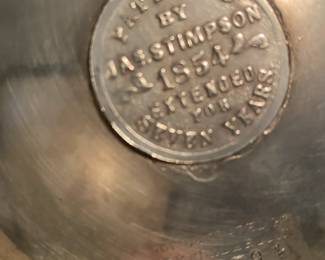 BY
JAS STIMPSON
1854
EXTENDED
FOR
SEVEN YEARS.